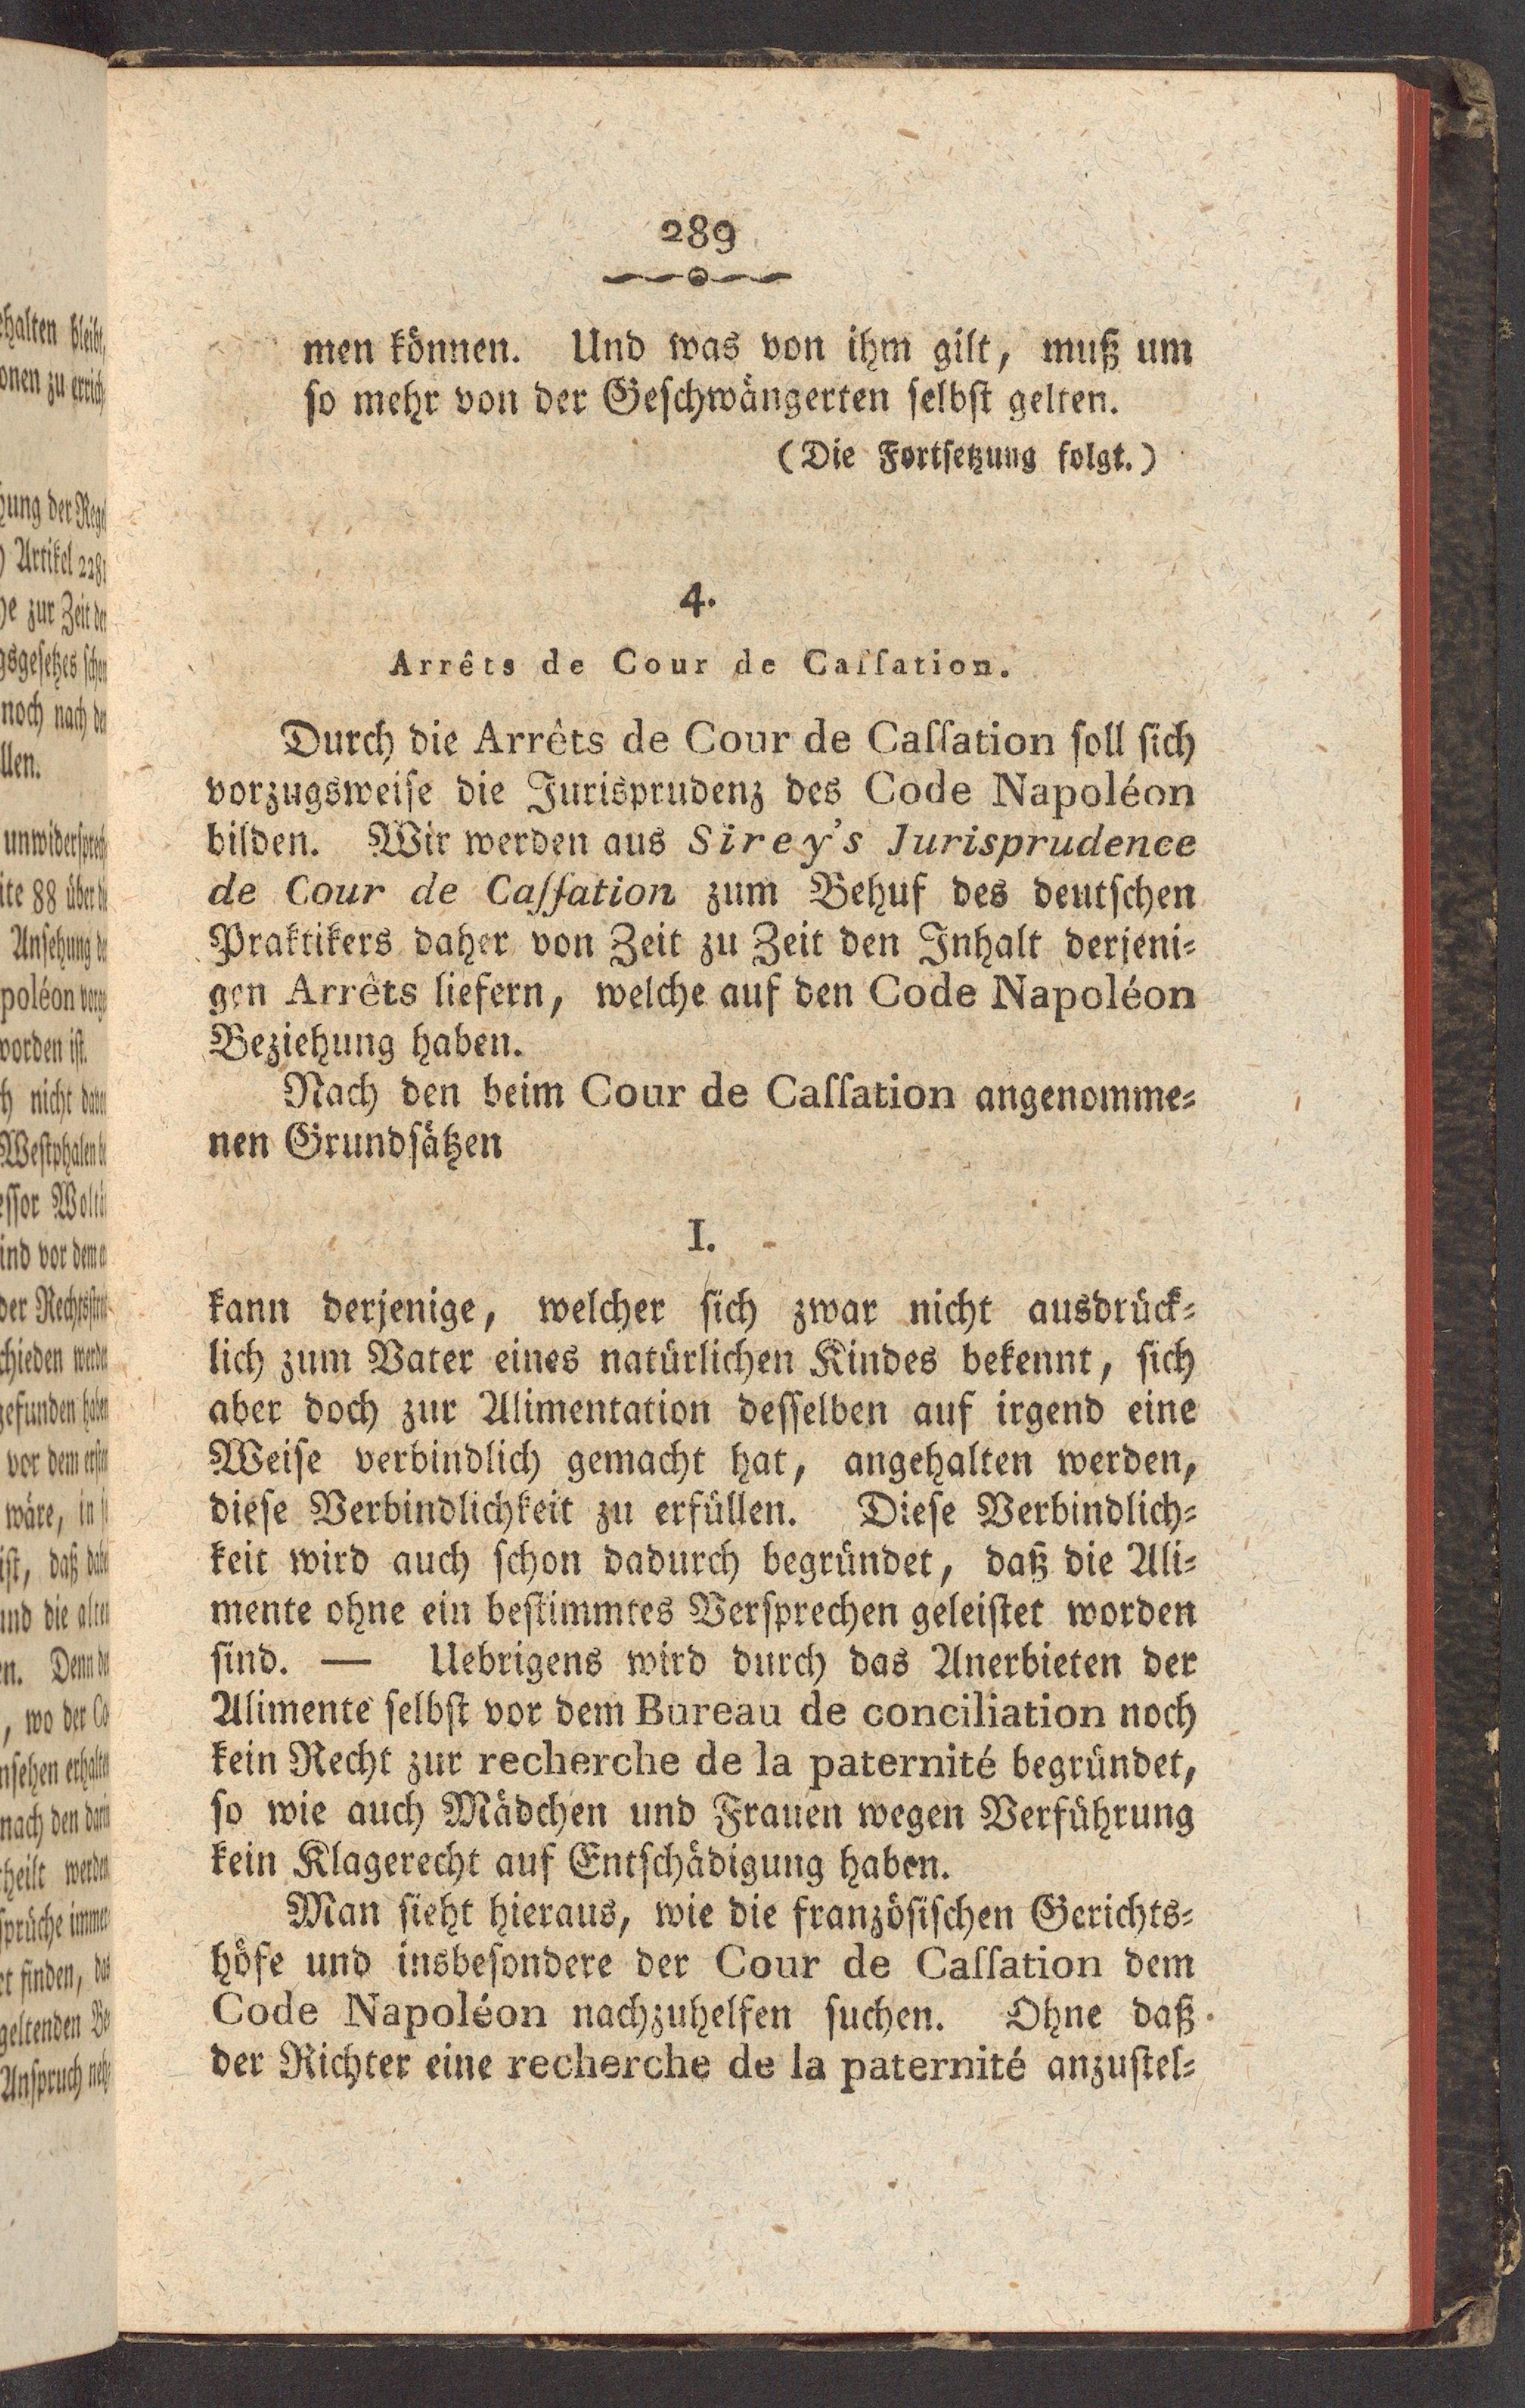 289
men können. Und was von ihm gilt, muß um
so mehr von der Geschwängerten selbst gelten.
(Die Fortsetzung folgt.)
4.
Arrêts de Cour de Caſſation.
Durch die Arrêts de Cour de Caſſation soll sich
vorzugsweise die Jurisprudenz des Code Napoléon
bilden. Wir werden aus Sirey's Jurisprudence
de Cour de Caſſation zum Behuf des deutschen
Praktikers daher von Zeit zu Zeit den Inhalt derjeni-
gen Arrêts liefern, welche auf den Code Napoléon
Beziehung haben.
Nach den beim Cour de Caſſation angenomme-
nen Grundsätzen
I.
kann derjenige, welcher sich zwar nicht ausdrück-
lich zum Vater eines natürlichen Kindes bekennt, sich
aber doch zur Alimentation desselben auf irgend eine
Weise verbindlich gemacht hat, angehalten werden,
diese Verbindlichkeit zu erfüllen. Diese Verbindlich-
keit wird auch schon dadurch begründet, daß die Ali-
mente ohne ein bestimmtes Versprechen geleistet worden
sind. — Uebrigens wird durch das Anerbieten der
Alimente selbst vor dem Bureau de conciliation noch
kein Recht zur recherche de la paternité begründet,
so wie auch Mädchen und Frauen wegen Verführung
kein Klagerecht auf Entschädigung haben.
Man sieht hieraus, wie die französischen Gerichts-
höfe und insbesondere der Cour de Caſſation dem
Code Napoléon nachzuhelfen suchen. Ohne daß
der Richter eine recherche de la paternité anzustel-